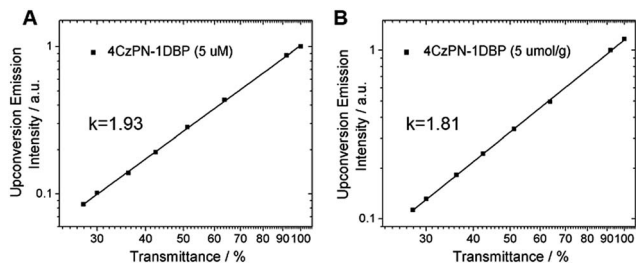 A
4CzPN-1DBP (5 uM)
k=1.93
Upconversion Emission
Intensity / a.u.
1
0.1
30 40 50 60 70 80 90 100
Transmittance / %
B
4CzPN-1DBP (5 umol/g)
k=1.81
Upconversion Emission
Intensity / a.u.
1
0.1
30 40 50 60 70 80 90 100
Transmittance / %